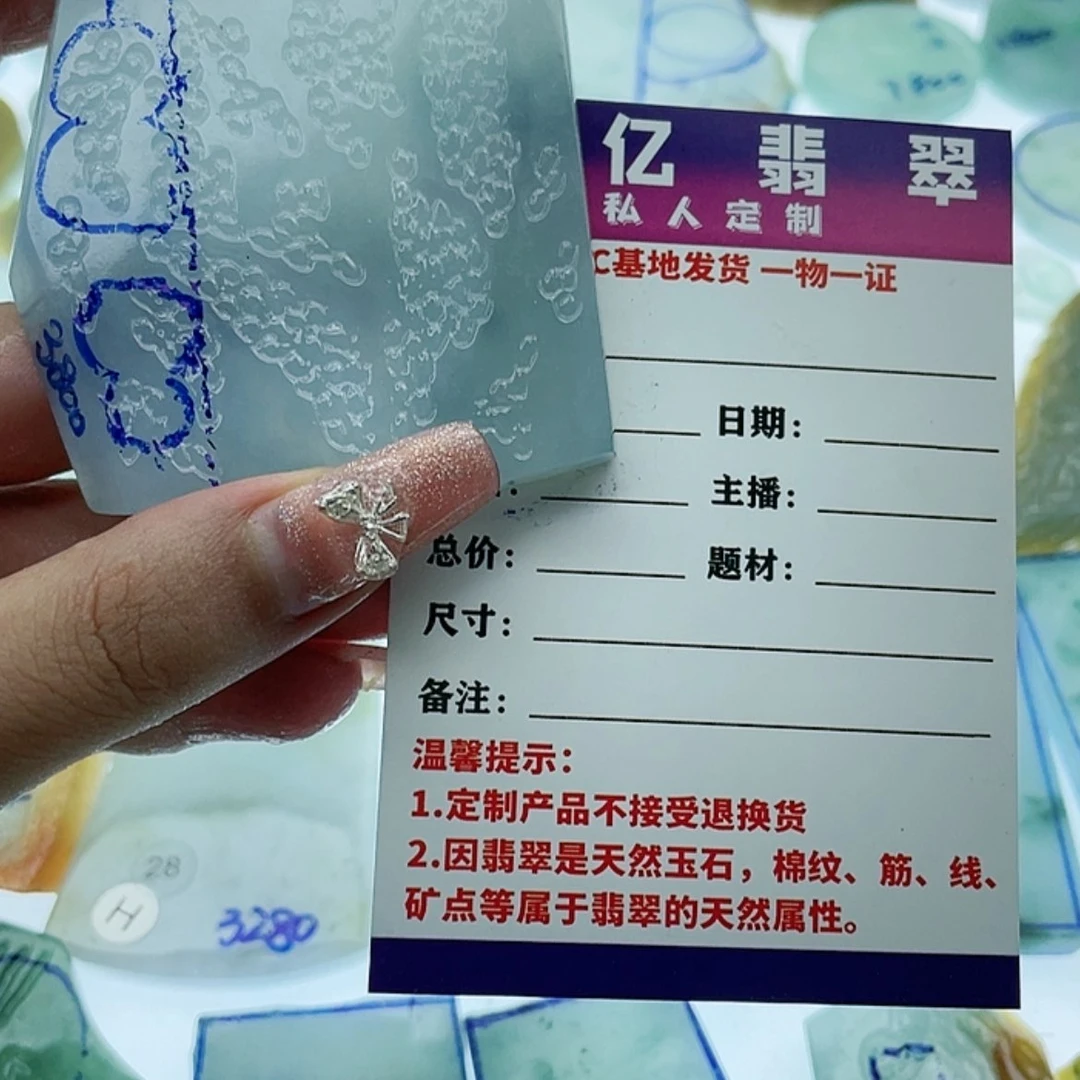 亿翡翠
私人定制
C基地发货 一物一证
日期：
主播：
总价： 题材：
尺寸：
备注：
温馨提示：
1.定制产品不接受退换货
2.因翡翠是天然玉石，棉纹、筋、线、
矿点等属于翡翠的天然属性。
3800
28
H
3280